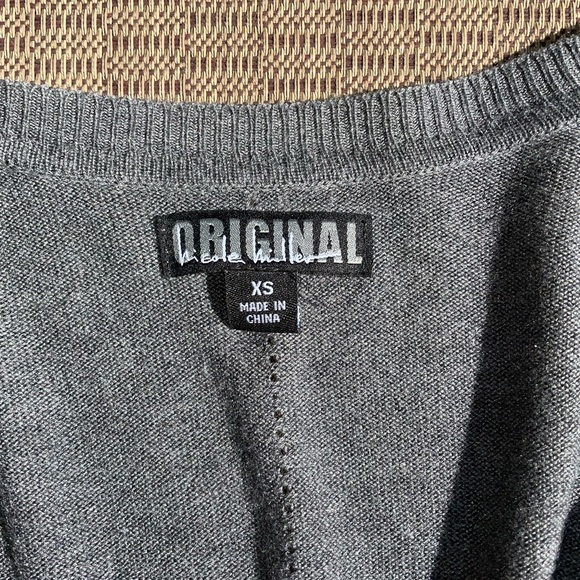 ORIGINAL
Nicole Miller
XS
MADE IN
CHINA